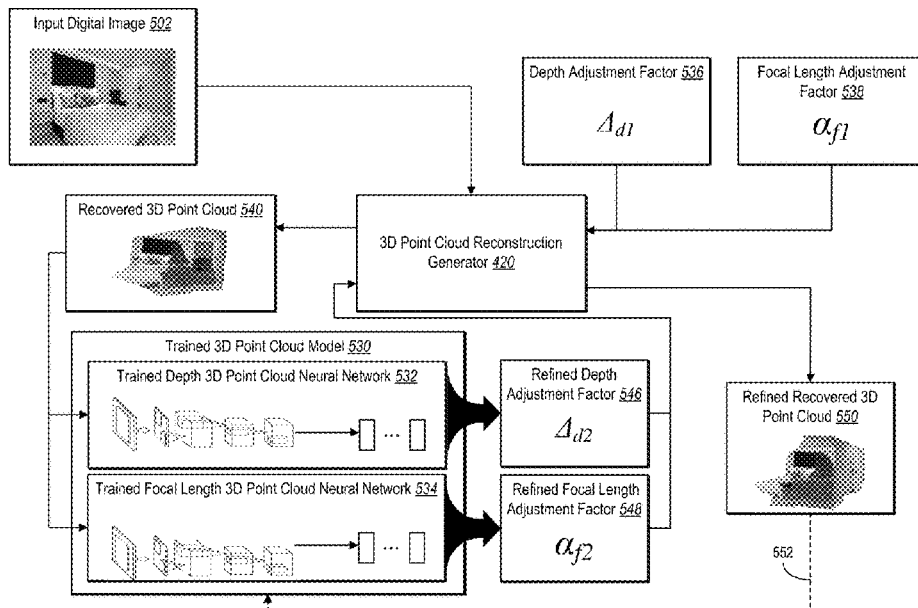 Input Digital Image 502
Depth Adjustment Factor 536
Δd1
Focal Length Adjustment
Factor 538
αf1
Recovered 3D Point Cloud 540
3D Point Cloud Reconstruction
Generator 420
Trained 3D Point Cloud Model 530
Trained Depth 3D Point Cloud Neural Network 532
...
Refined Depth
Adjustment Factor 546
Δd2
Refined Recovered 3D
Point Cloud 550
Trained Focal Length 3D Point Cloud Neural Network 534
...
Refined Focal Length
Adjustment Factor 548
αf2
552